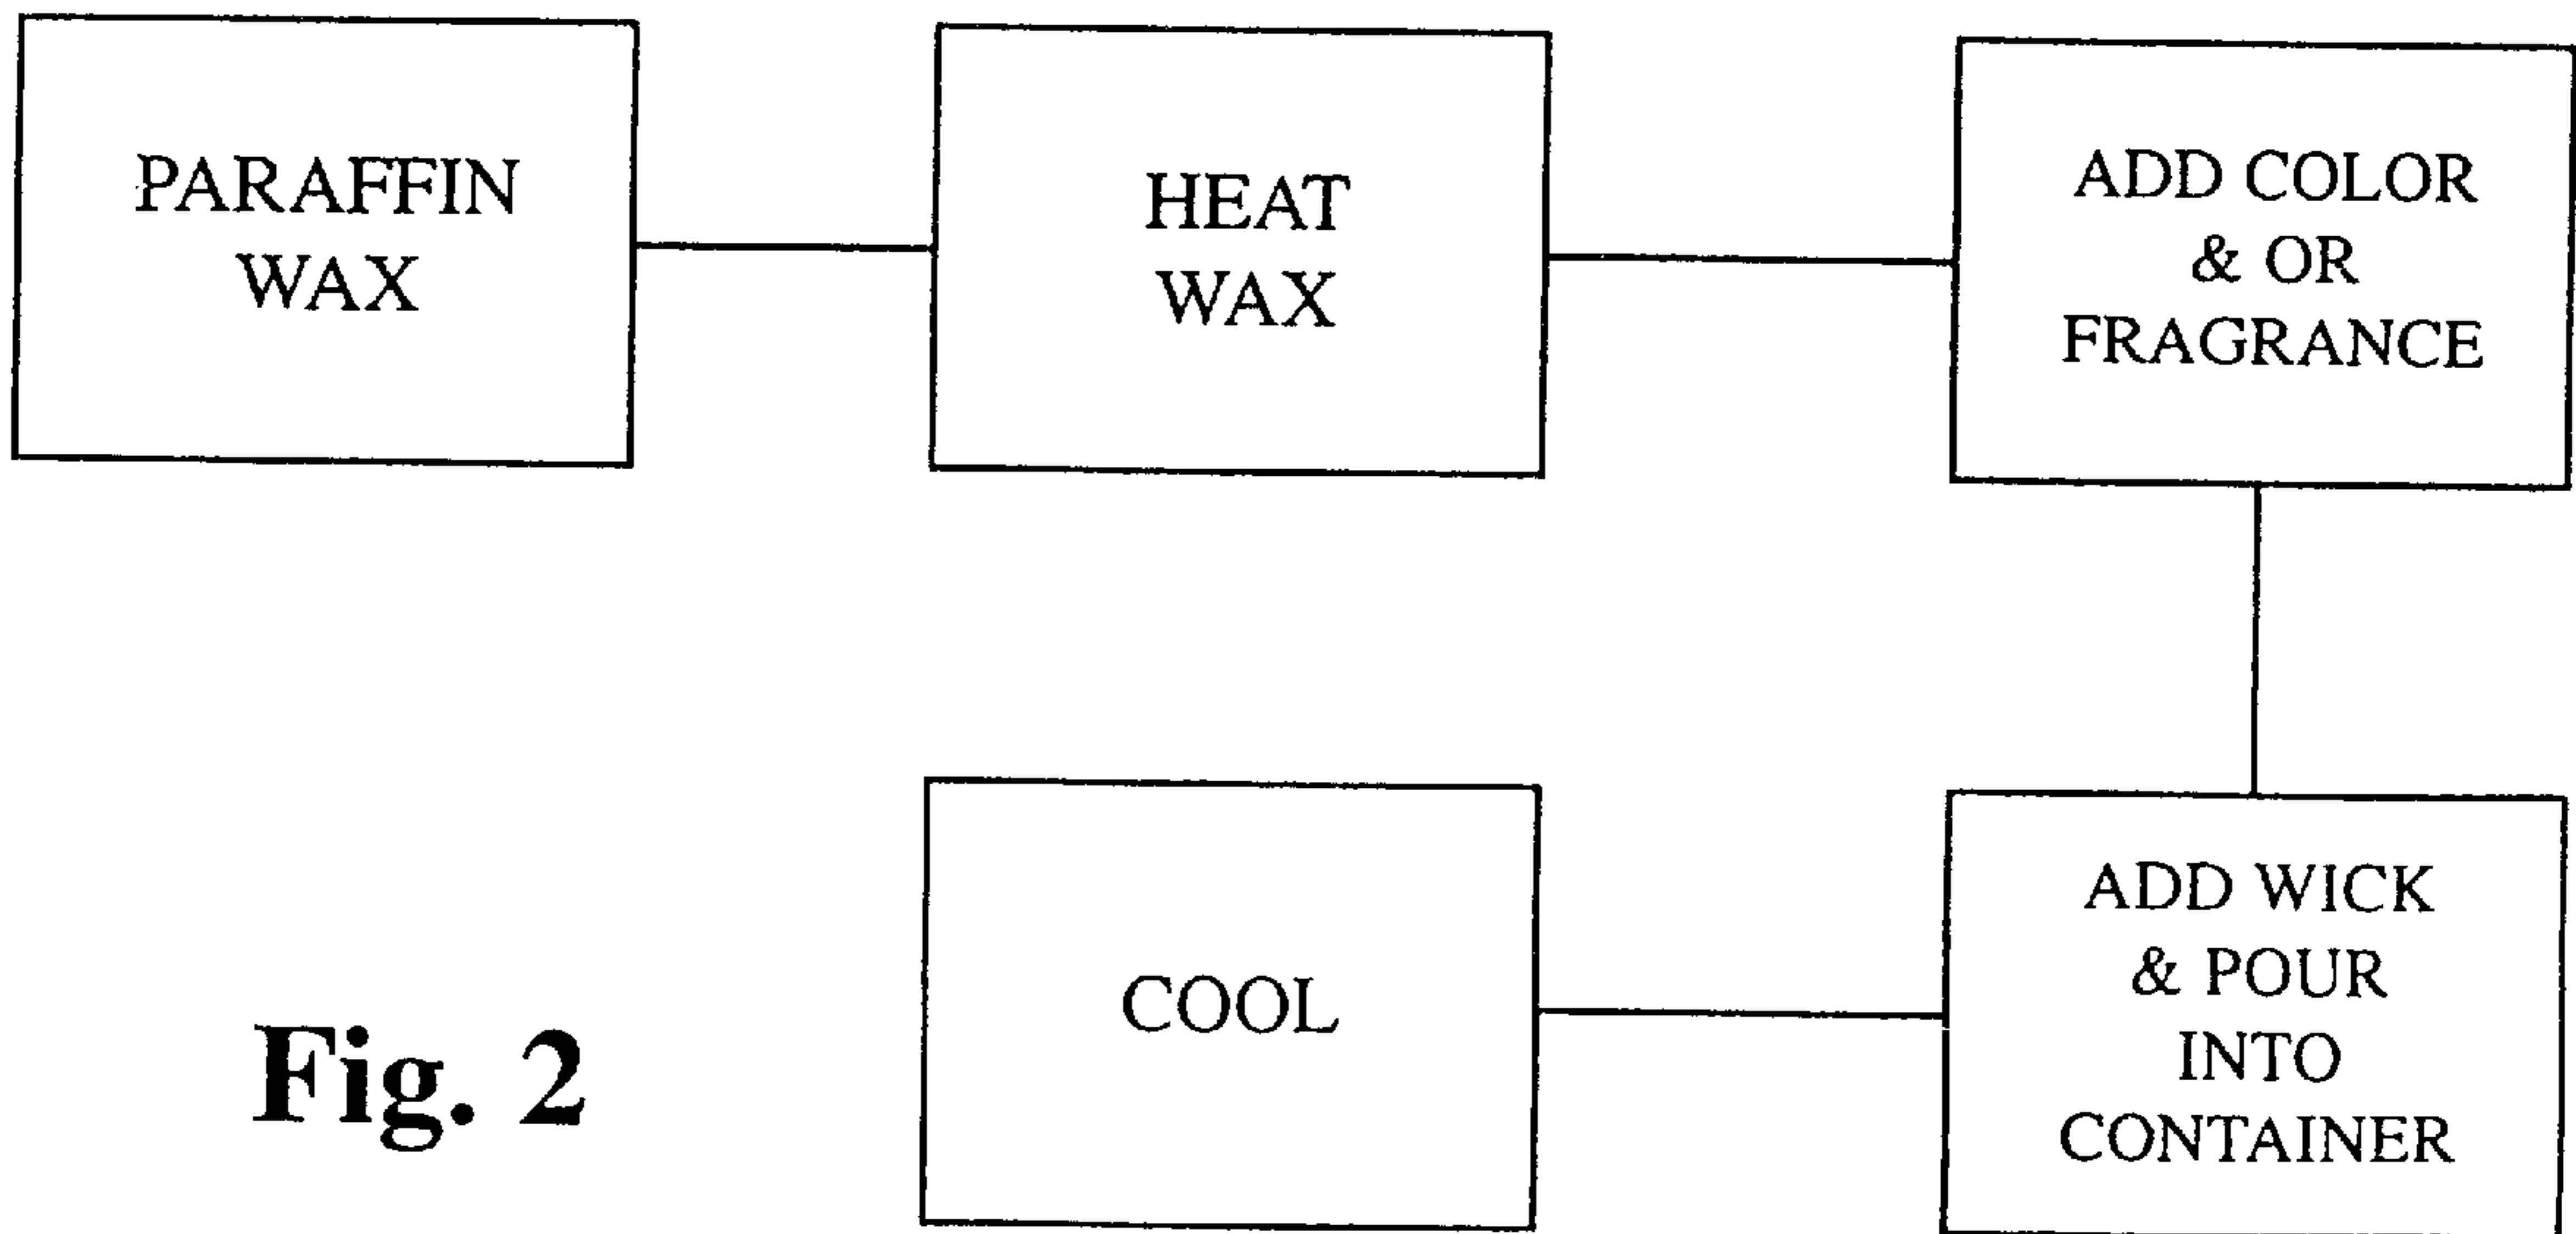 PARAFFIN
WAX
HEAT
WAX
ADD COLOR
& OR
FRAGRANCE
ADD WICK
& POUR
INTO
CONTAINER
COOL
Fig. 2